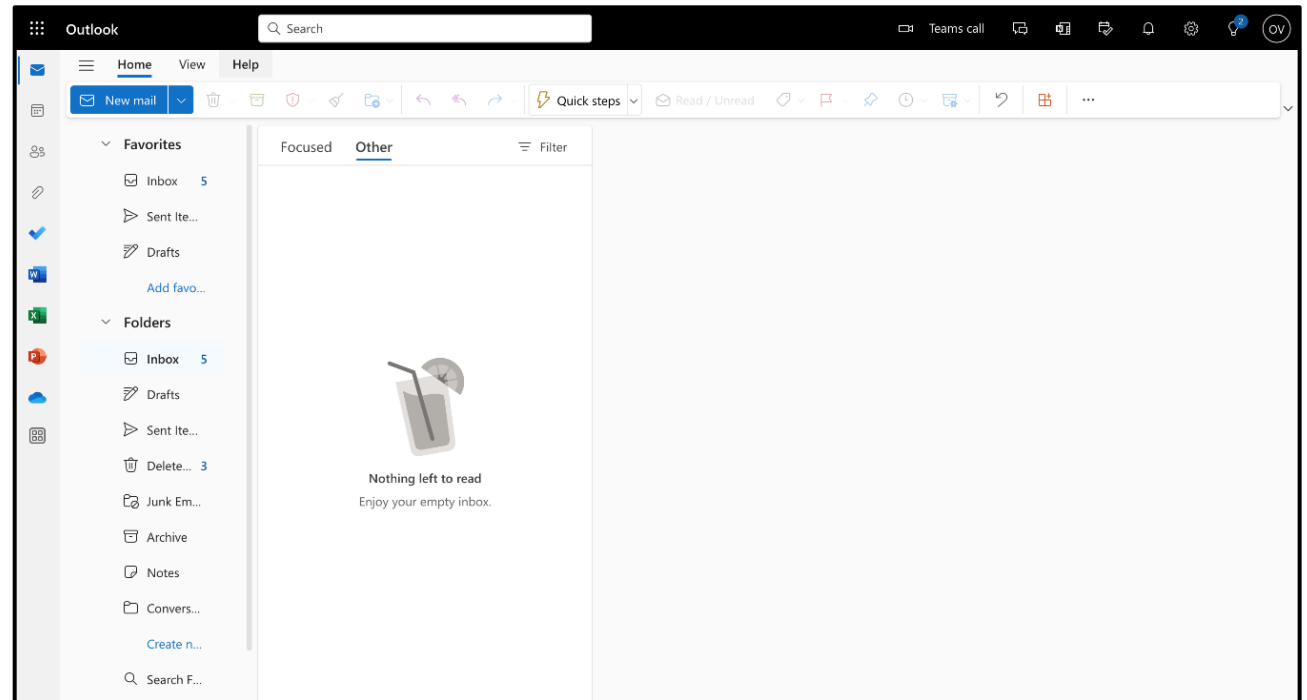 Outlook
Search
Teams call
2
OV
Home View Help
New mail
Quick steps
Read / Unread
Favorites
Inbox 5
Sent Ite...
Drafts
Add favo...
Folders
Inbox 5
Drafts
Sent Ite...
Delete... 3
Junk Em...
Archive
Notes
Convers...
Create n...
Search F...
Focused Other Filter
Nothing left to read
Enjoy your empty inbox.
W
X
P